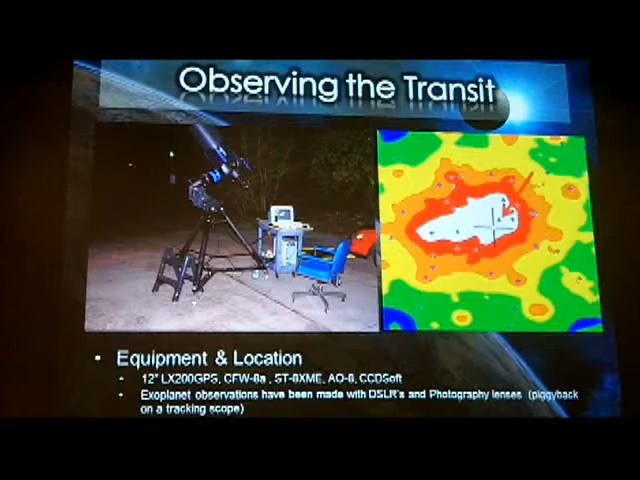 Observing the Transit
• Equipment & Location
• 12" LX200GPS, CFW-8a , ST-8XME, AO-8, CCDSoft
• Exoplanet observations have been made with DSLR's and Photography lenses (piggyback
on a tracking scope)